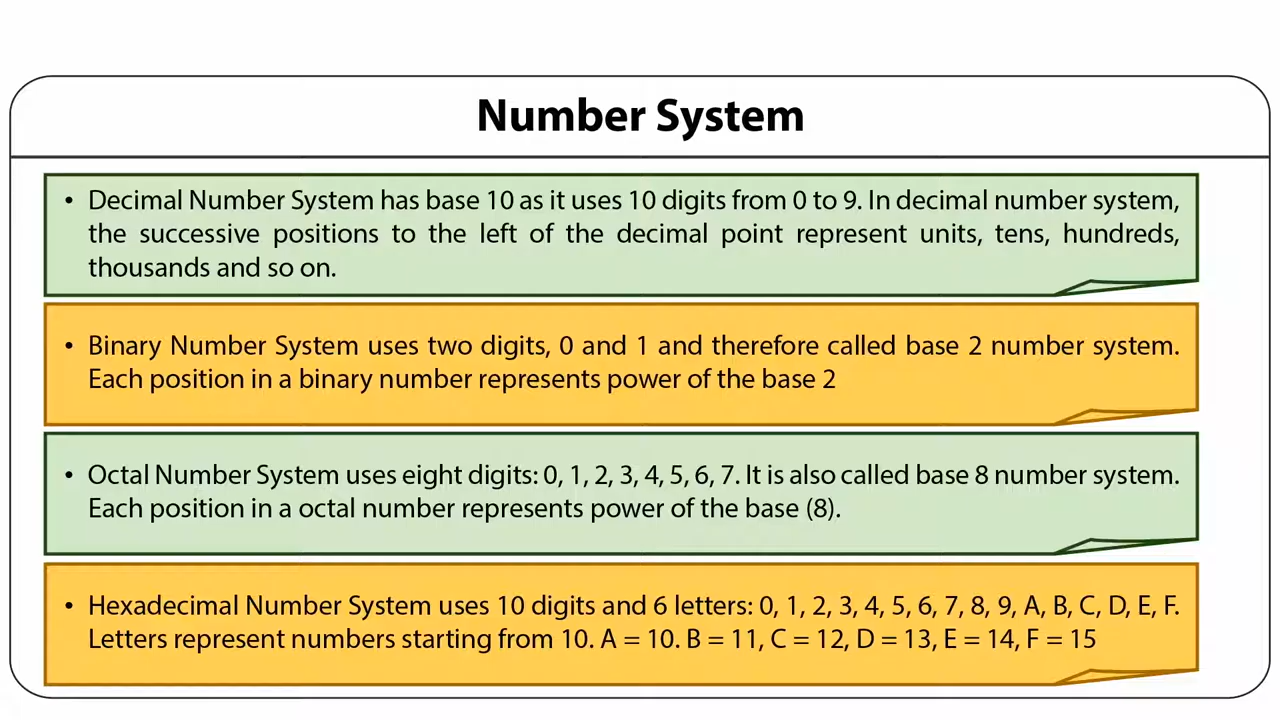 Number System
• Decimal Number System has base 10 as it uses 10 digits from 0 to 9. In decimal number system,
the successive positions to the left of the decimal point represent units, tens, hundreds,
thousands and so on.
• Binary Number System uses two digits, 0 and 1 and therefore called base 2 number system.
Each position in a binary number represents power of the base 2
• Octal Number System uses eight digits: 0, 1, 2, 3, 4, 5, 6, 7. It is also called base 8 number system.
Each position in a octal number represents power of the base (8).
• Hexadecimal Number System uses 10 digits and 6 letters: 0, 1, 2, 3, 4, 5, 6, 7, 8, 9, A, B, C, D, E, F.
Letters represent numbers starting from 10. A = 10. B = 11, C = 12, D = 13, E = 14, F = 15